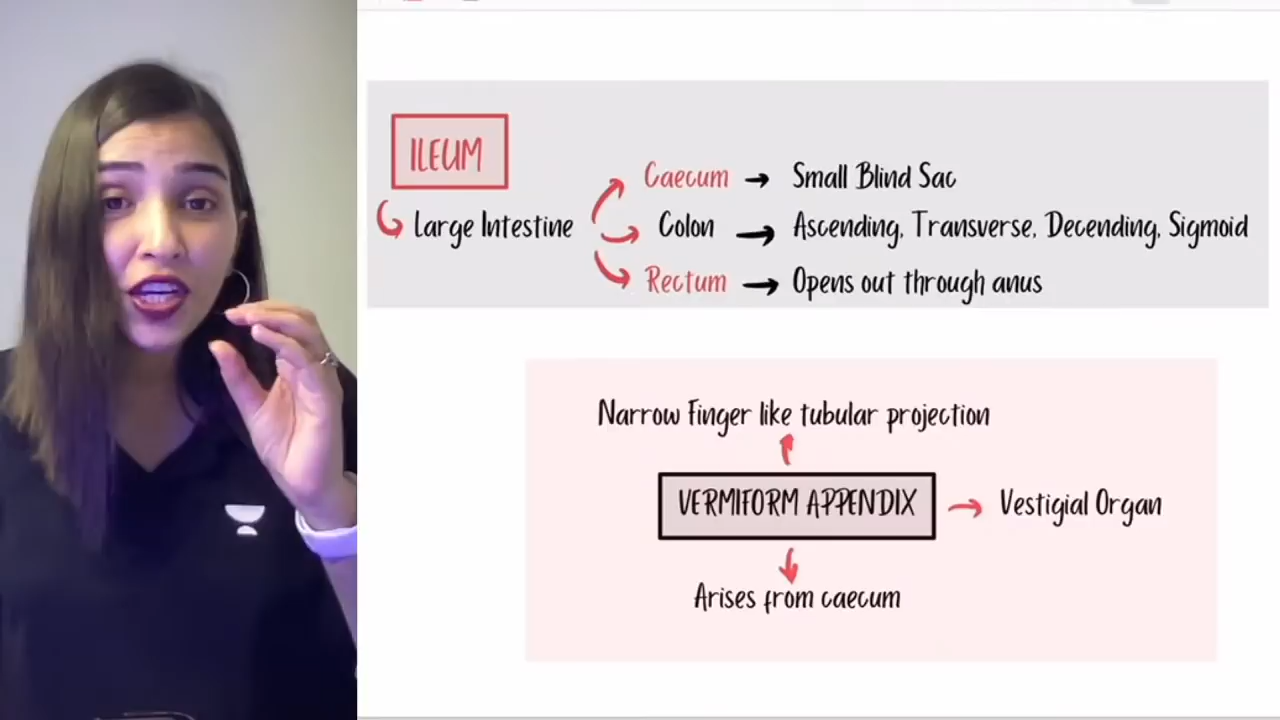 ILEUM
Caecum → Small Blind Sac
Large Intestine Colon → Ascending, Transverse, Decending, Sigmoid
Rectum → Opens out through anus
Narrow Finger like tubular projection
VERMIFORM APPENDIX → Vestigial Organ
Arises from caecum